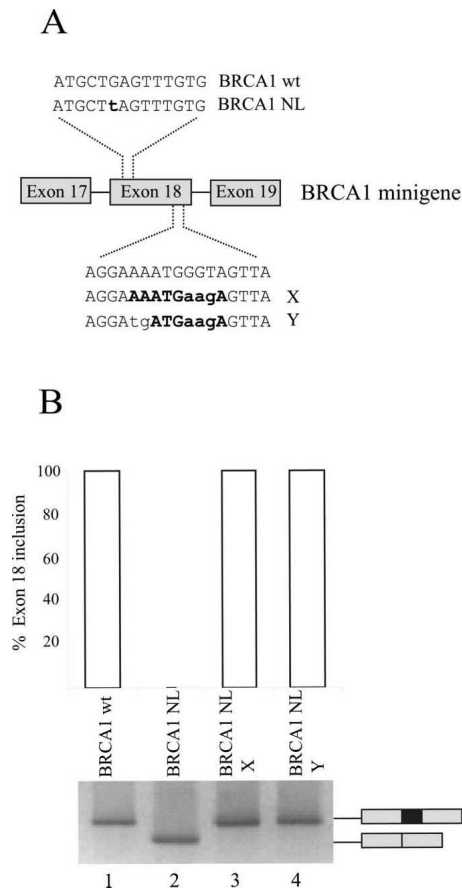 A
ATGCTGAGTTTGTG BRCA1 wt
ATGCTtAGTTTGTG BRCA1 NL
Exon 17 Exon 18 Exon 19 BRCA1 minigene
AGGAAAATGGGTAGTTA
AGGAAAATGaagAGTTA X
AGGAtgATGaagAGTTA Y
B
% Exon 18 inclusion
100
80
60
40
20
BRCA1 wt
BRCA1 NL
BRCA1 NL X
BRCA1 NL Y
1 2 3 4